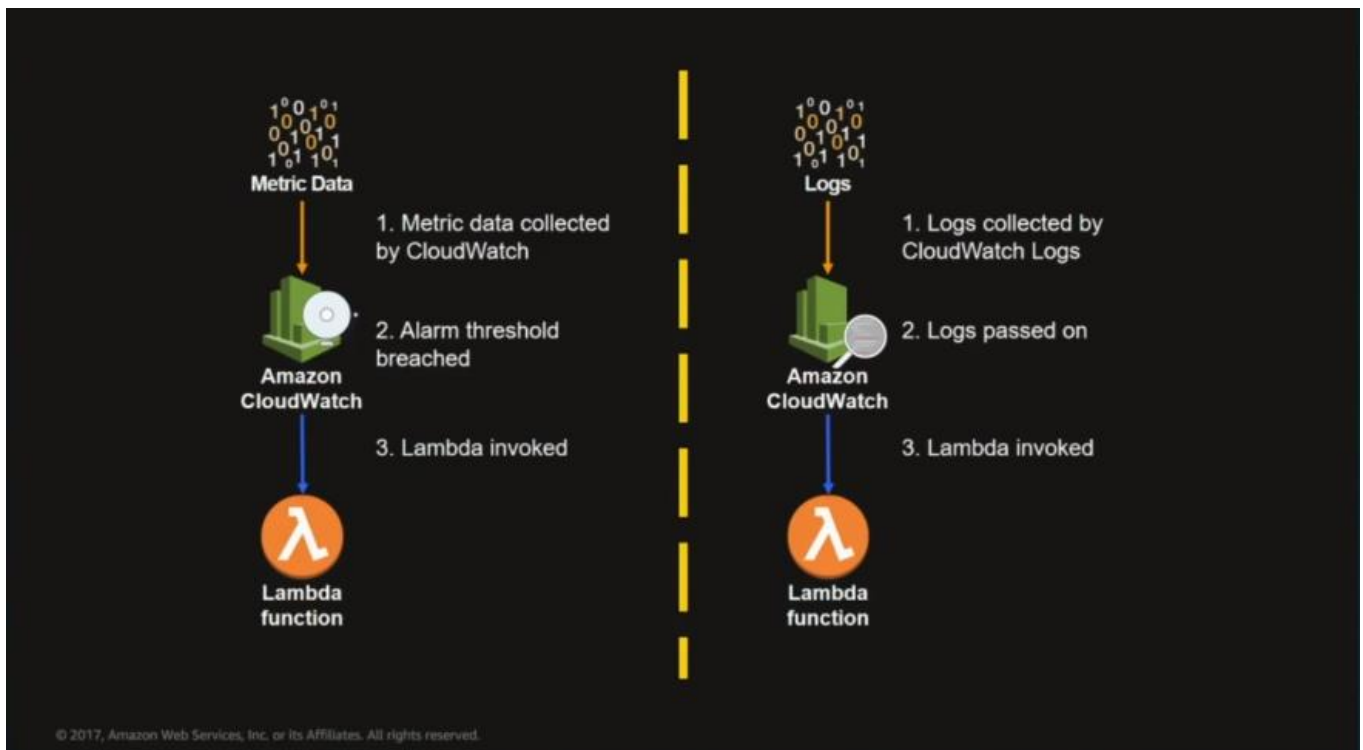 Metric Data
1. Metric data collected
by CloudWatch
2. Alarm threshold
breached
Amazon
CloudWatch
3. Lambda invoked
Lambda
function
Logs
1. Logs collected by
CloudWatch Logs
2. Logs passed on
Amazon
CloudWatch
3. Lambda invoked
Lambda
function
© 2017, Amazon Web Services, Inc. or its Affiliates. All rights reserved.